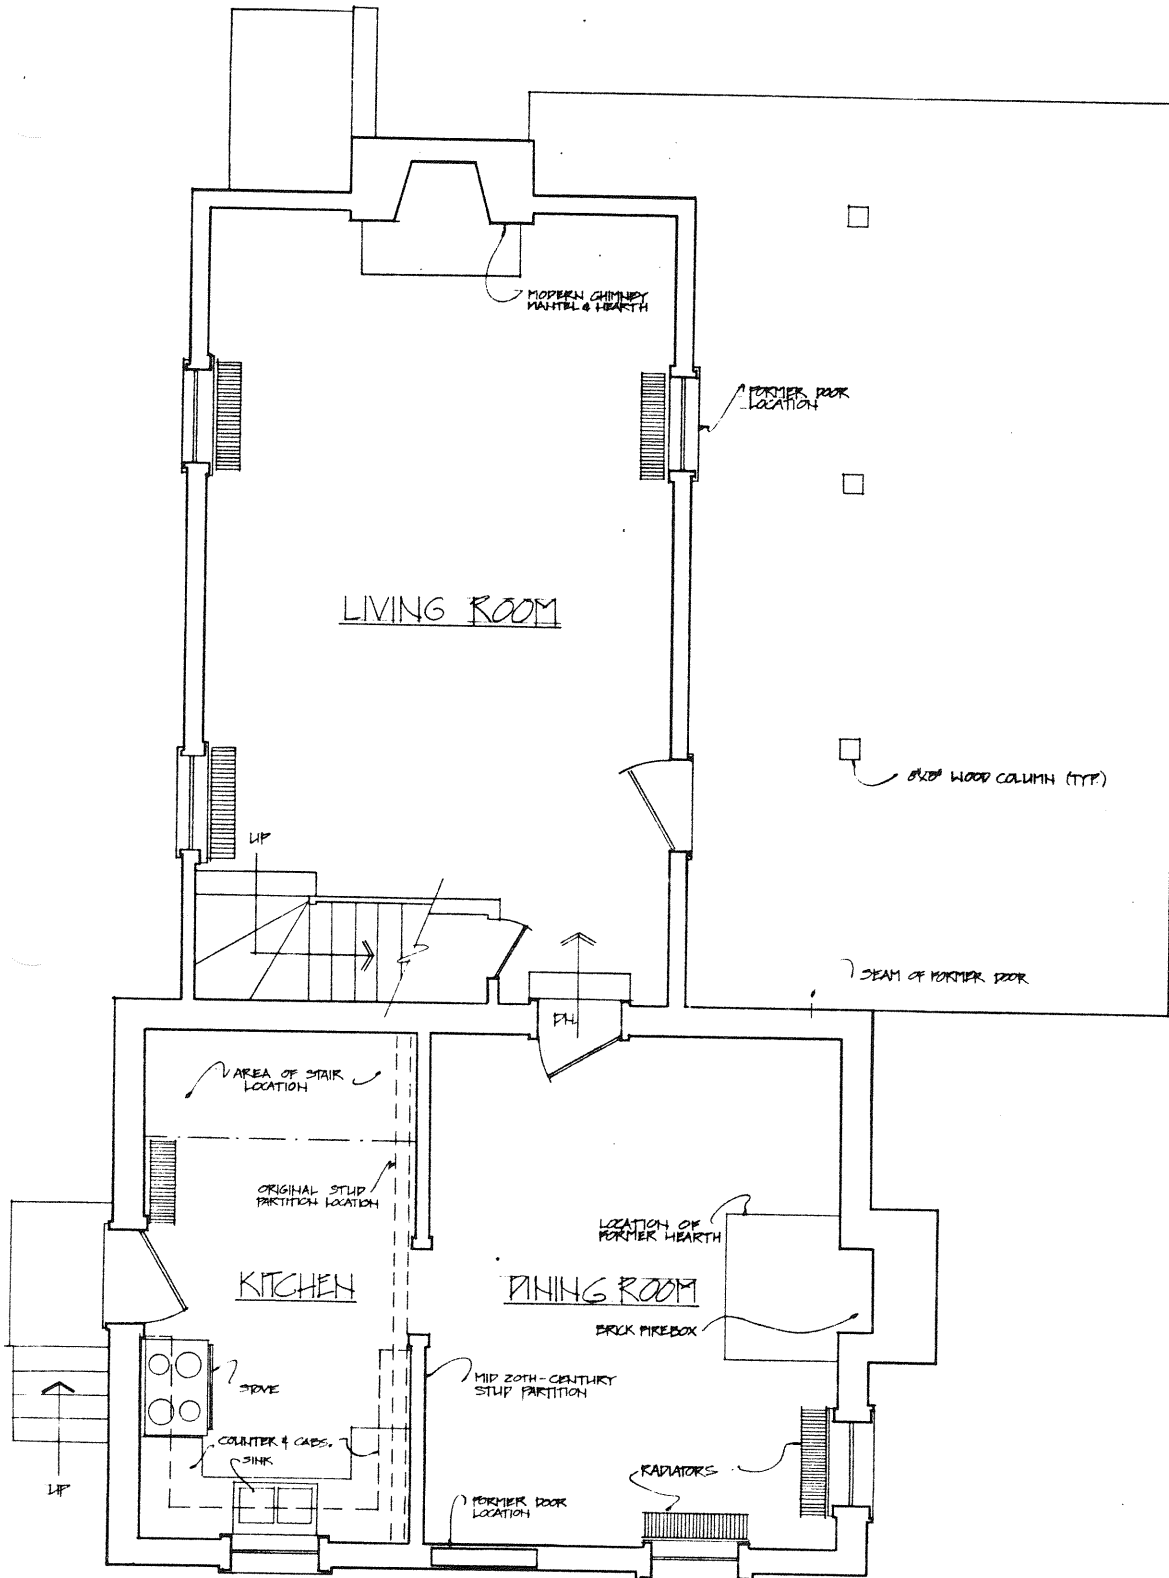 MODERN CHIMNEY
MANTEL & HEARTH
FORMER DOOR
LOCATION
LIVING ROOM
8"X8" WOOD COLUMN (TYP.)
UP
SEAM OF FORMER DOOR
DN.
AREA OF STAIR
LOCATION
ORIGINAL STUD
PARTITION LOCATION
LOCATION OF
FORMER HEARTH
KITCHEN
DINING ROOM
BRICK FIREBOX
STOVE
MID 20TH-CENTURY
STUD PARTITION
COUNTER & CABS.
SINK
RADIATORS
UP
FORMER DOOR
LOCATION